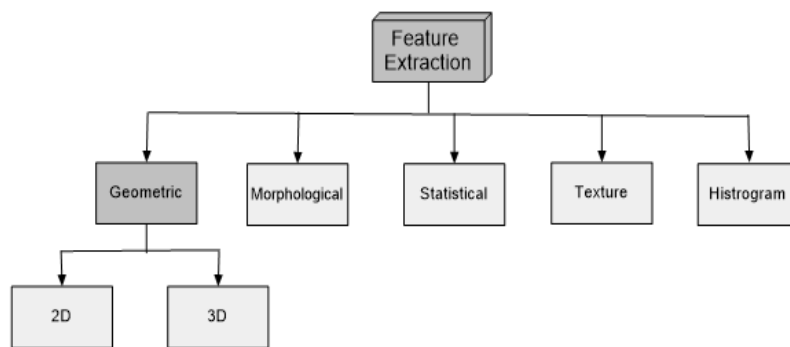 Feature
Extraction
Geometric
Morphological
Statistical
Texture
Histrogram
2D
3D